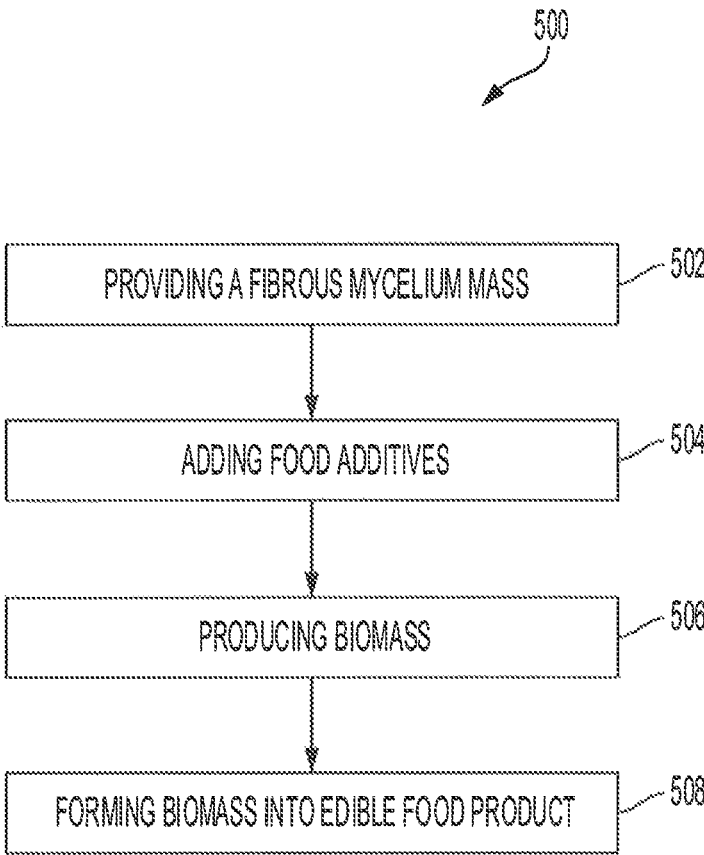 500
PROVIDING A FIBROUS MYCELIUM MASS
502
ADDING FOOD ADDITIVES
504
PRODUCING BIOMASS
506
FORMING BIOMASS INTO EDIBLE FOOD PRODUCT
508